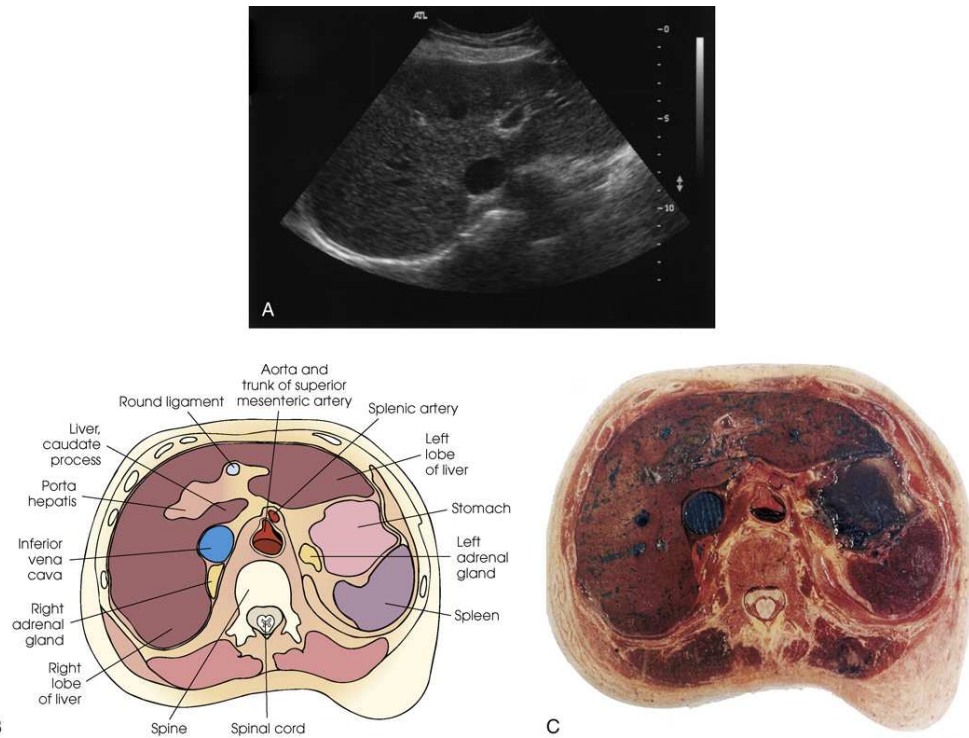 ATL
0
5
10
A
Aorta and
trunk of superior
mesenteric artery
Round ligament
Splenic artery
Liver,
caudate
process
Left
lobe
of liver
Porta
hepatis
Stomach
Inferior
vena
cava
Left
adrenal
gland
Right
adrenal
gland
Spleen
Right
lobe
of liver
Spine
Spinal cord
C